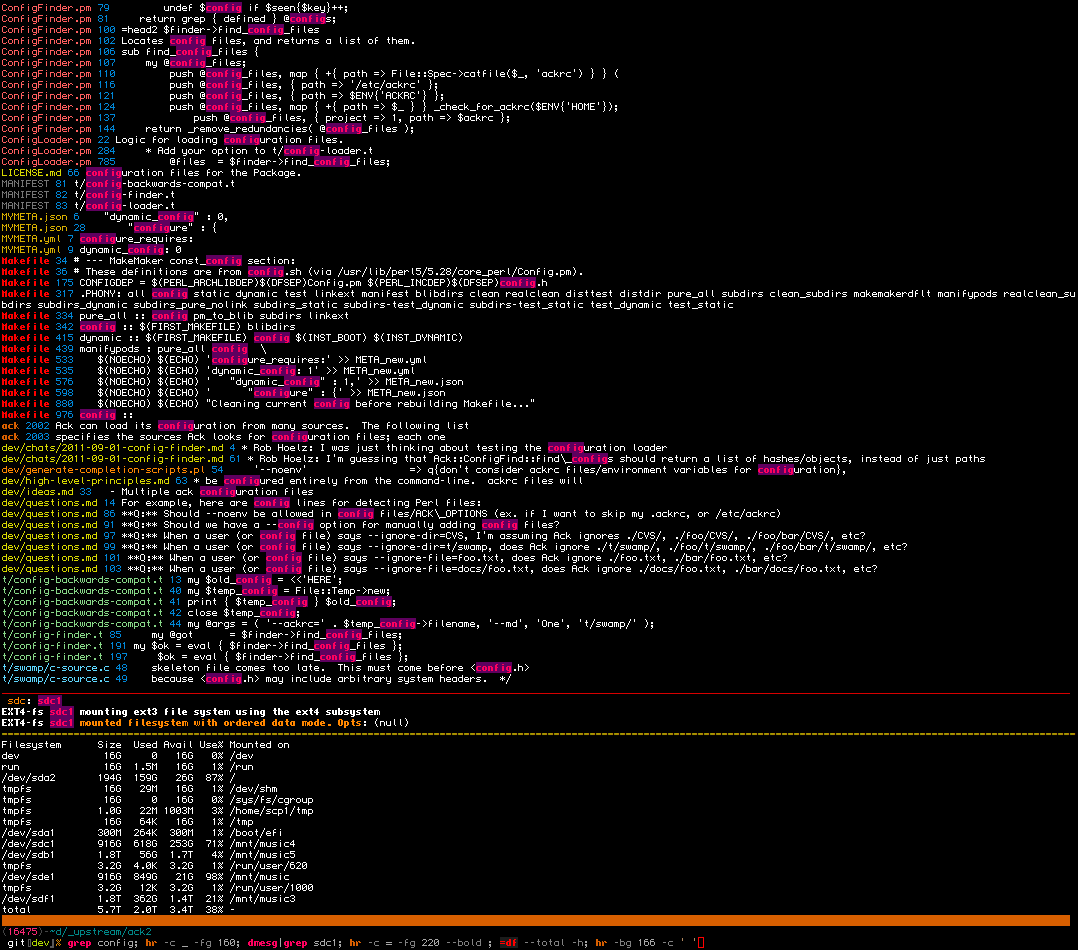 ConfigFinder.pm 79         undef $config if $seen{$key}++;
ConfigFinder.pm 81     return grep { defined } @configs;
ConfigFinder.pm 100 =head2 $finder->find_config_files
ConfigFinder.pm 102 Locates config files, and returns a list of them.
ConfigFinder.pm 106 sub find_config_files {
ConfigFinder.pm 107     my @config_files;
ConfigFinder.pm 110         push @config_files, map { +{ path => File::Spec->catfile($_, 'ackrc') } } (
ConfigFinder.pm 116         push @config_files, { path => '/etc/ackrc' };
ConfigFinder.pm 121         push @config_files, { path => $ENV{'ACKRC'} };
ConfigFinder.pm 124         push @config_files, map { +{ path => $_ } } _check_for_ackrc($ENV{'HOME'});
ConfigFinder.pm 137             push @config_files, { project => 1, path => $ackrc };
ConfigFinder.pm 144     return _remove_redundancies( @config_files );
ConfigLoader.pm 22 Logic for loading configuration files.
ConfigLoader.pm 284     * Add your option to t/config-loader.t
ConfigLoader.pm 785         @files  = $finder->find_config_files;
LICENSE.md 66 configuration files for the Package.
MANIFEST 81 t/config-backwards-compat.t
MANIFEST 82 t/config-finder.t
MANIFEST 83 t/config-loader.t
MYMETA.json 6    "dynamic_config" : 0,
MYMETA.json 28       "configure" : {
MYMETA.yml 7 configure_requires:
MYMETA.yml 9 dynamic_config: 0
Makefile 34 # --- MakeMaker const_config section:
Makefile 36 # These definitions are from config.sh (via /usr/lib/perl5/5.28/core_perl/Config.pm).
Makefile 175 CONFIGDEP = $(PERL_ARCHLIBDEP)$(DFSEP)Config.pm $(PERL_INCDEP)$(DFSEP)config.h
Makefile 317 .PHONY: all config static dynamic test linkext manifest blibdirs clean realclean disttest distdir pure_all subdirs clean_subdirs makemakerdflt manifypods realclean_su
bdirs subdirs_dynamic subdirs_pure_nolink subdirs_static subdirs-test_dynamic subdirs-test_static test_dynamic test_static
Makefile 334 pure_all :: config pm_to_blib subdirs linkext
Makefile 342 config :: $(FIRST_MAKEFILE) blibdirs
Makefile 415 dynamic :: $(FIRST_MAKEFILE) config $(INST_BOOT) $(INST_DYNAMIC)
Makefile 439 manifypods : pure_all config  \
Makefile 533    $(NOECHO) $(ECHO) 'configure_requires:' >> META_new.yml
Makefile 535    $(NOECHO) $(ECHO) 'dynamic_config: 1' >> META_new.yml
Makefile 576    $(NOECHO) $(ECHO) '   "dynamic_config" : 1,' >> META_new.json
Makefile 598    $(NOECHO) $(ECHO) '      "configure" : {' >> META_new.json
Makefile 880    $(NOECHO) $(ECHO) "Cleaning current config before rebuilding Makefile..."
Makefile 976 config ::
ack 2002 Ack can load its configuration from many sources.  The following list
ack 2003 specifies the sources Ack looks for configuration files; each one
dev/chats/2011-09-01-config-finder.md 4 * Rob Hoelz: I was just thinking about testing the configuration loader
dev/chats/2011-09-01-config-finder.md 61 * Rob Hoelz: I'm guessing that Ack::ConfigFind::find\_configs should return a list of hashes/objects, instead of just paths
dev/generate-completion-scripts.pl 54     '--noenv'                 => q{don't consider ackrc files/environment variables for configuration},
dev/high-level-principles.md 63 * be configured entirely from the command-line.  ackrc files will
dev/ideas.md 33   - Multiple ack configuration files
dev/questions.md 14 For example, here are config lines for detecting Perl files:
dev/questions.md 86 **Q:** Should --noenv be allowed in config files/ACK\_OPTIONS (ex. if I want to skip my .ackrc, or /etc/ackrc)
dev/questions.md 91 **Q:** Should we have a --config option for manually adding config files?
dev/questions.md 97 **Q:** When a user (or config file) says --ignore-dir=CVS, I'm assuming Ack ignores ./CVS/, ./foo/CVS/, ./foo/bar/CVS/, etc?
dev/questions.md 99 **Q:** When a user (or config file) says --ignore-dir=t/swamp, does Ack ignore ./t/swamp/, ./foo/t/swamp/, ./foo/bar/t/swamp/, etc?
dev/questions.md 101 **Q:** When a user (or config file) says --ignore-file=foo.txt, does Ack ignore ./foo.txt, ./bar/foo.txt, etc?
dev/questions.md 103 **Q:** When a user (or config file) says --ignore-file=docs/foo.txt, does Ack ignore ./docs/foo.txt, ./bar/docs/foo.txt, etc?
t/config-backwards-compat.t 13 my $old_config = <<'HERE';
t/config-backwards-compat.t 40 my $temp_config = File::Temp->new;
t/config-backwards-compat.t 41 print { $temp_config } $old_config;
t/config-backwards-compat.t 42 close $temp_config;
t/config-backwards-compat.t 44 my @args = ( '--ackrc=' . $temp_config->filename, '--md', 'One', 't/swamp/' );
t/config-finder.t 85     my @got      = $finder->find_config_files;
t/config-finder.t 191 my $ok = eval { $finder->find_config_files };
t/config-finder.t 197     $ok = eval { $finder->find_config_files };
t/swamp/c-source.c 48    skeleton file comes too late.  This must come before <config.h>
t/swamp/c-source.c 49    because <config.h> may include arbitrary system headers.  */
sdc: sdc1
EXT4-fs sdc1 mounting ext3 file system using the ext4 subsystem
EXT4-fs sdc1 mounted filesystem with ordered data mode. Opts: (null)
Filesystem      Size  Used Avail Use% Mounted on
dev              16G     0   16G   0% /dev
run              16G  1.5M   16G   1% /run
/dev/sda2       194G  159G   26G  87% /
tmpfs            16G   29M   16G   1% /dev/shm
tmpfs            16G     0   16G   0% /sys/fs/cgroup
tmpfs           1.0G   22M 1003M   3% /home/scp1/tmp
tmpfs            16G   64K   16G   1% /tmp
/dev/sda1       300M  264K  300M   1% /boot/efi
/dev/sdc1       916G  618G  253G  71% /mnt/music4
/dev/sdb1       1.8T   56G  1.7T   4% /mnt/music5
tmpfs           3.2G  4.0K  3.2G   1% /run/user/620
/dev/sde1       916G  849G   21G  98% /mnt/music
tmpfs           3.2G   12K  3.2G   1% /run/user/1000
/dev/sdf1       1.8T  362G  1.4T  21% /mnt/music3
total           5.7T  2.0T  3.4T  38% -
(16475)-~d/_upstream/ack2
git[dev]% grep config; hr -c _ -fg 160; dmesg|grep sdc1; hr -c = -fg 220 --bold ; =df --total -h; hr -bg 166 -c ' '